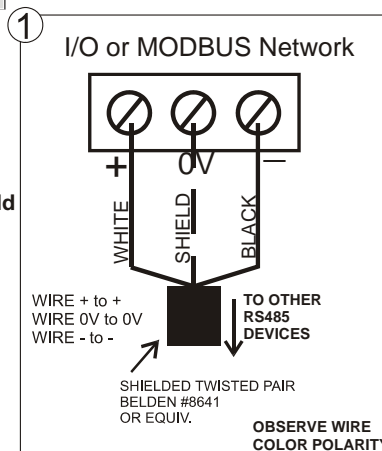 1
I/O or MODBUS Network
+ 0V −
WHITE
SHIELD
BLACK
ld
WIRE + to +
WIRE 0V to 0V
WIRE - to -
TO OTHER
RS485
DEVICES
SHIELDED TWISTED PAIR
BELDEN #8641
OR EQUIV.
OBSERVE WIRE
COLOR POLARITY